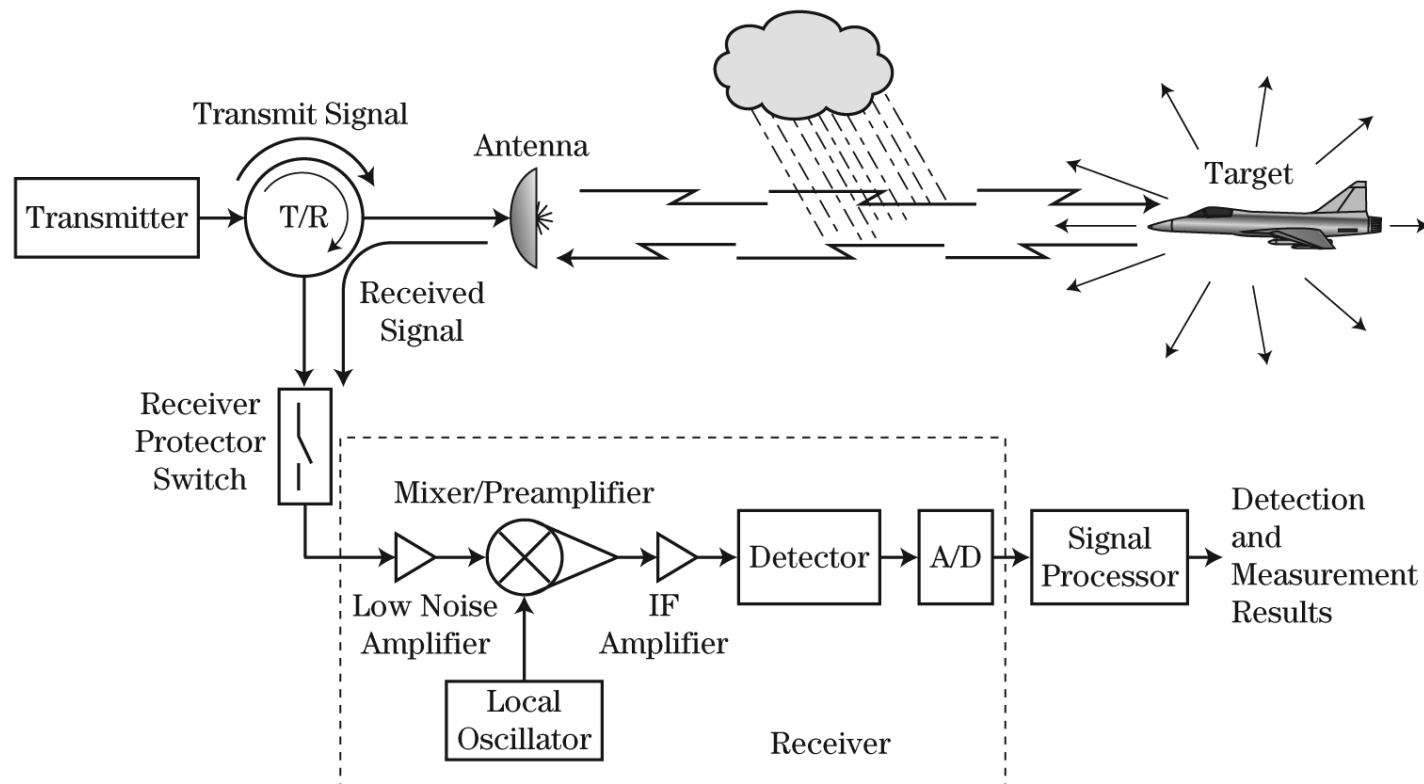 Transmit Signal
Antenna
Target
Transmitter
T/R
Received
Signal
Receiver
Protector
Switch
Mixer/Preamplifier
Detection
and
Measurement
Results
Detector
A/D
Signal
Processor
Low Noise
Amplifier
IF
Amplifier
Local
Oscillator
Receiver